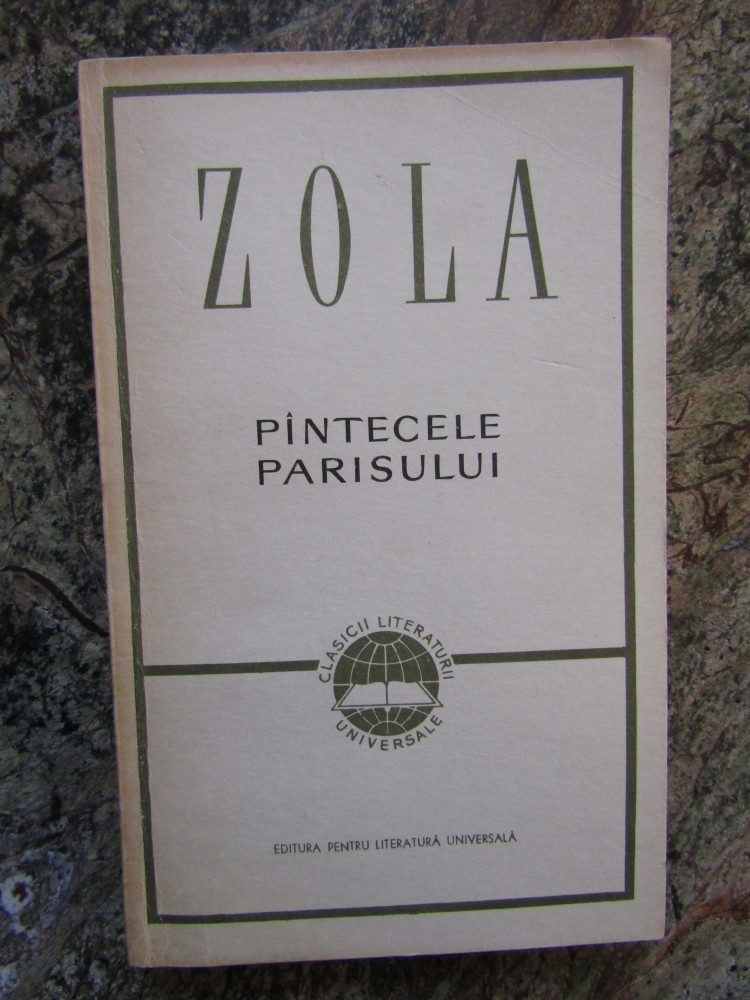 ZOLA
PÎNTECELE
PARISULUI
CLASICII LITERATURII
UNIVERSALE
EDITURA PENTRU LITERATURĂ UNIVERSALĂ